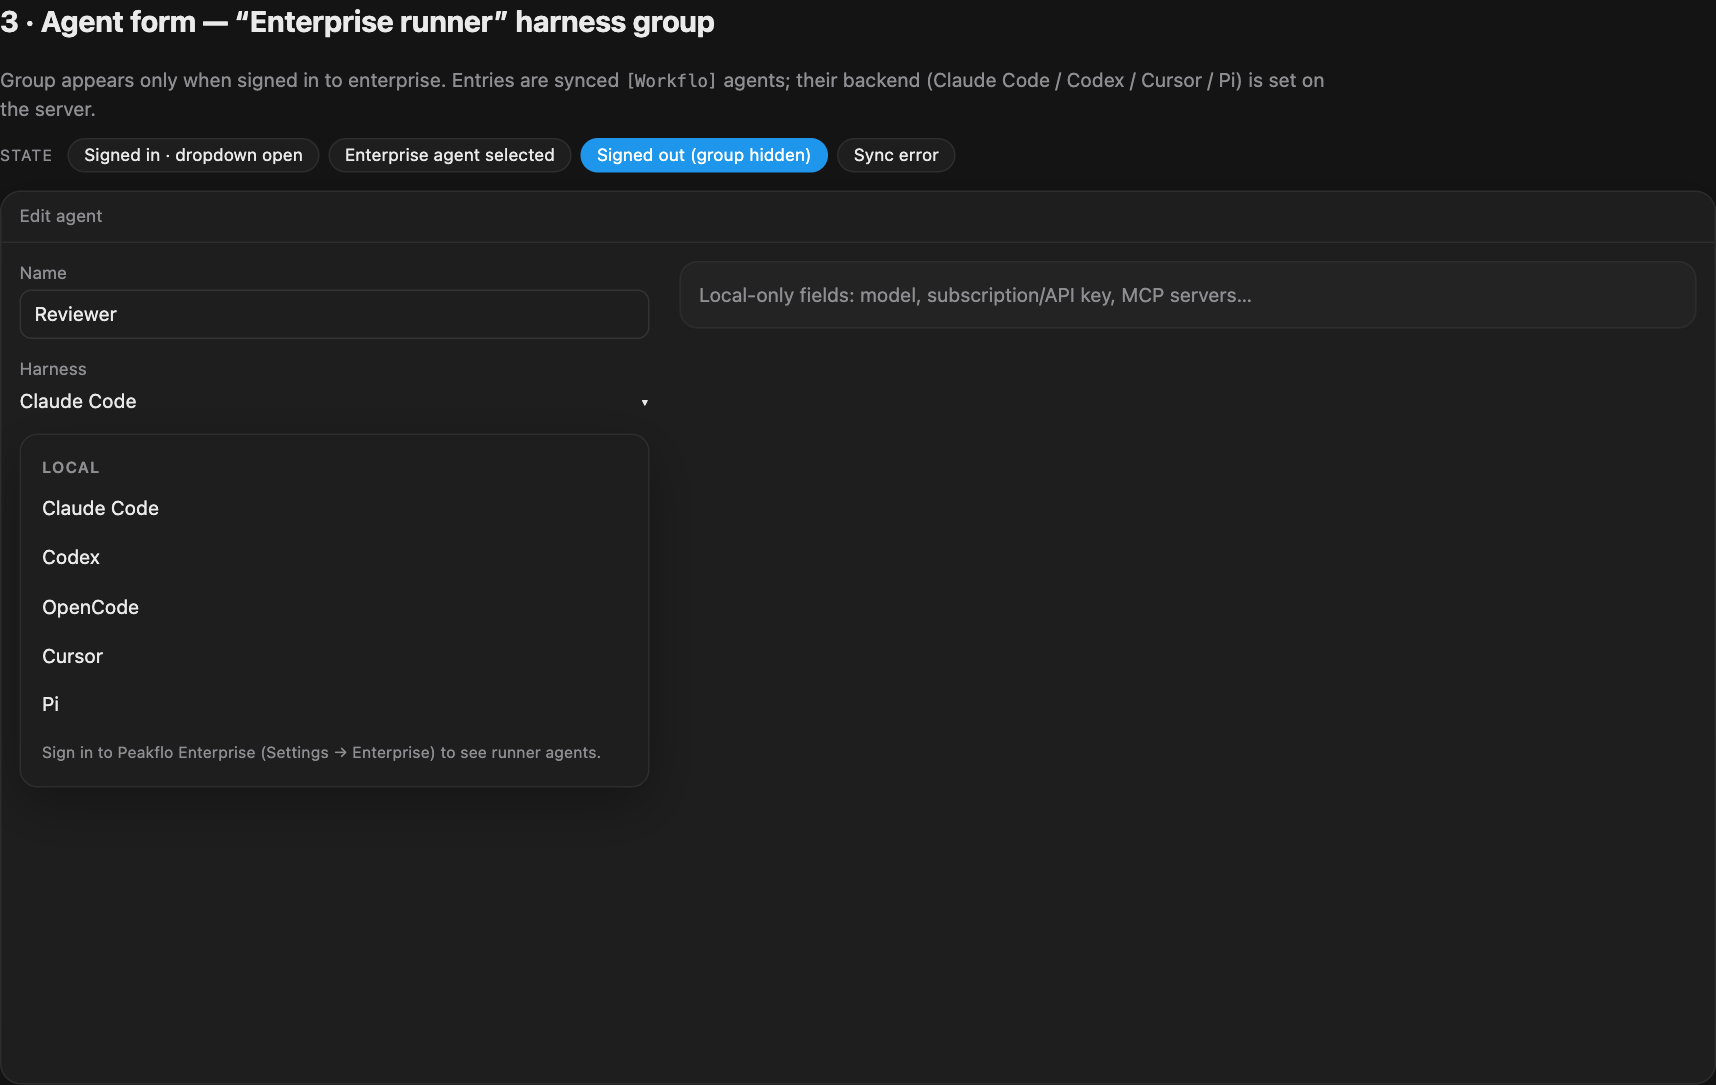 3 · Agent form — “Enterprise runner” harness group
Group appears only when signed in to enterprise. Entries are synced [Workflo] agents; their backend (Claude Code / Codex / Cursor / Pi) is set on
the server.
STATE Signed in · dropdown open Enterprise agent selected Signed out (group hidden) Sync error
Edit agent
Name
Reviewer
Local-only fields: model, subscription/API key, MCP servers...
Harness
Claude Code ▾
LOCAL
Claude Code
Codex
OpenCode
Cursor
Pi
Sign in to Peakflo Enterprise (Settings → Enterprise) to see runner agents.